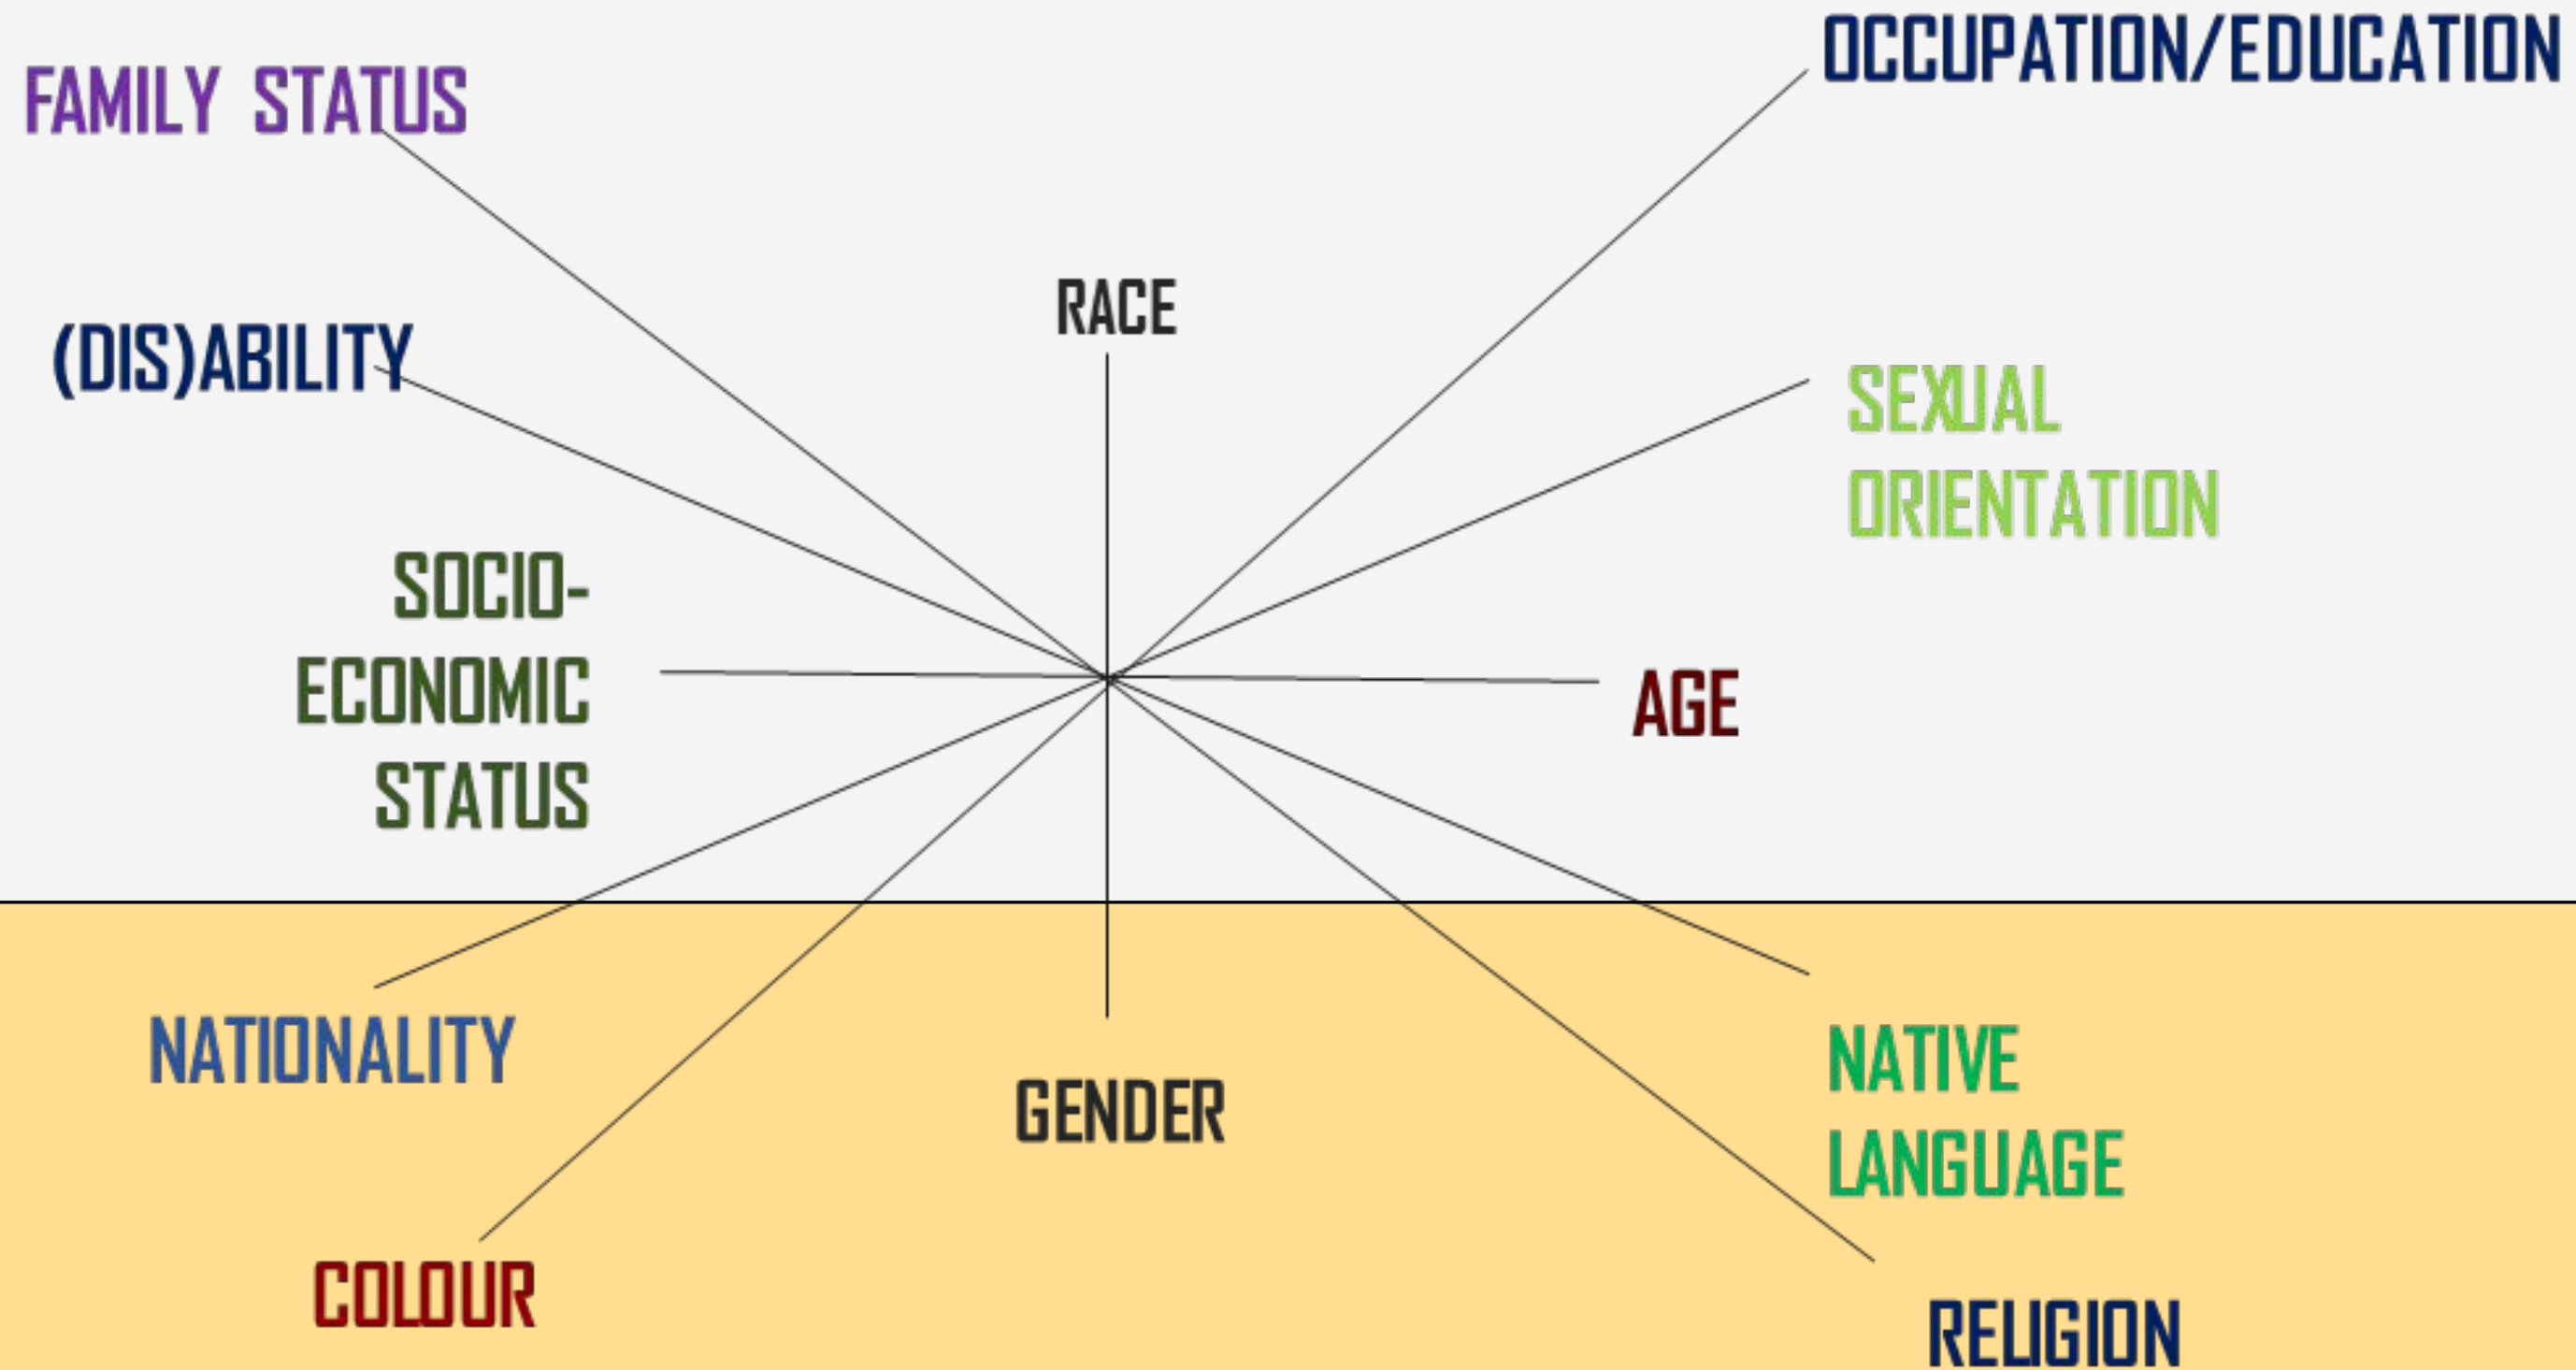 OCCUPATION/EDUCATION
FAMILY STATUS
RACE
(DIS)ABILITY
SEXUAL
ORIENTATION
SOCIO-
ECONOMIC
STATUS
AGE
NATIONALITY
GENDER
NATIVE
LANGUAGE
COLOUR
RELIGION